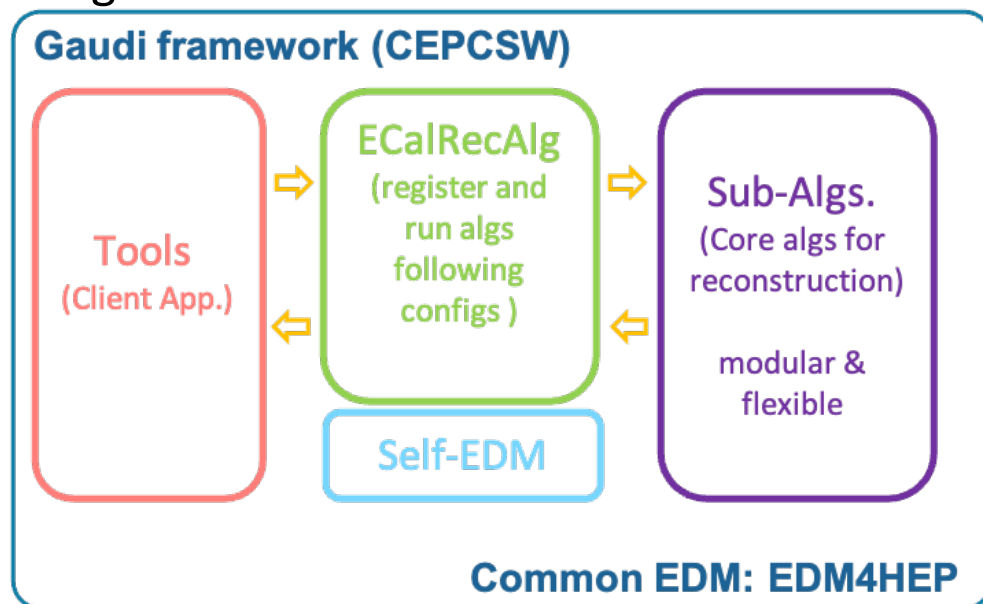 Gaudi framework (CEPCSW)
Tools
(Client App.)
ECalRecAlg
(register and
run algs
following
configs )
Self-EDM
Sub-Algs.
(Core algs for
reconstruction)
modular &
flexible
Common EDM: EDM4HEP